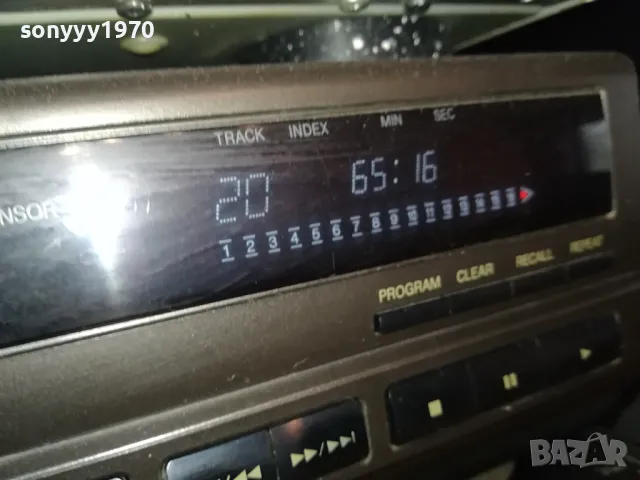 sonyyy1970
TRACK INDEX MIN SEC
20 65:16
1 2 3 4 5 6 7 8 9 10 11 12 13 14 15 16
PROGRAM CLEAR RECALL REPEAT
BAZAR